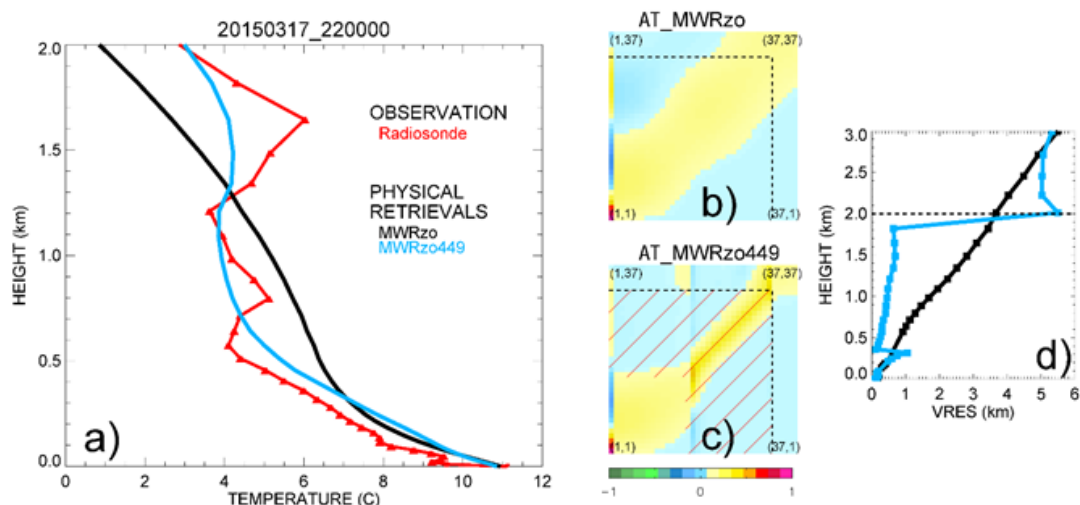 20150317_220000
2.0
1.5
1.0
0.5
0.0
HEIGHT (km)
OBSERVATION
Radiosonde
PHYSICAL
RETRIEVALS
MWRzo
MWRzo449
a)
0 2 4 6 8 10 12
TEMPERATURE (C)
AT_MWRzo
(1,37) (37,37)
b)
(1,1) (37,1)
AT_MWRzo449
(1,37) (37,37)
c)
(1,1) (37,1)
−1 0 1
3.0
2.5
2.0
1.5
1.0
0.5
0.0
HEIGHT (km)
d)
0 1 2 3 4 5 6
VRES (km)